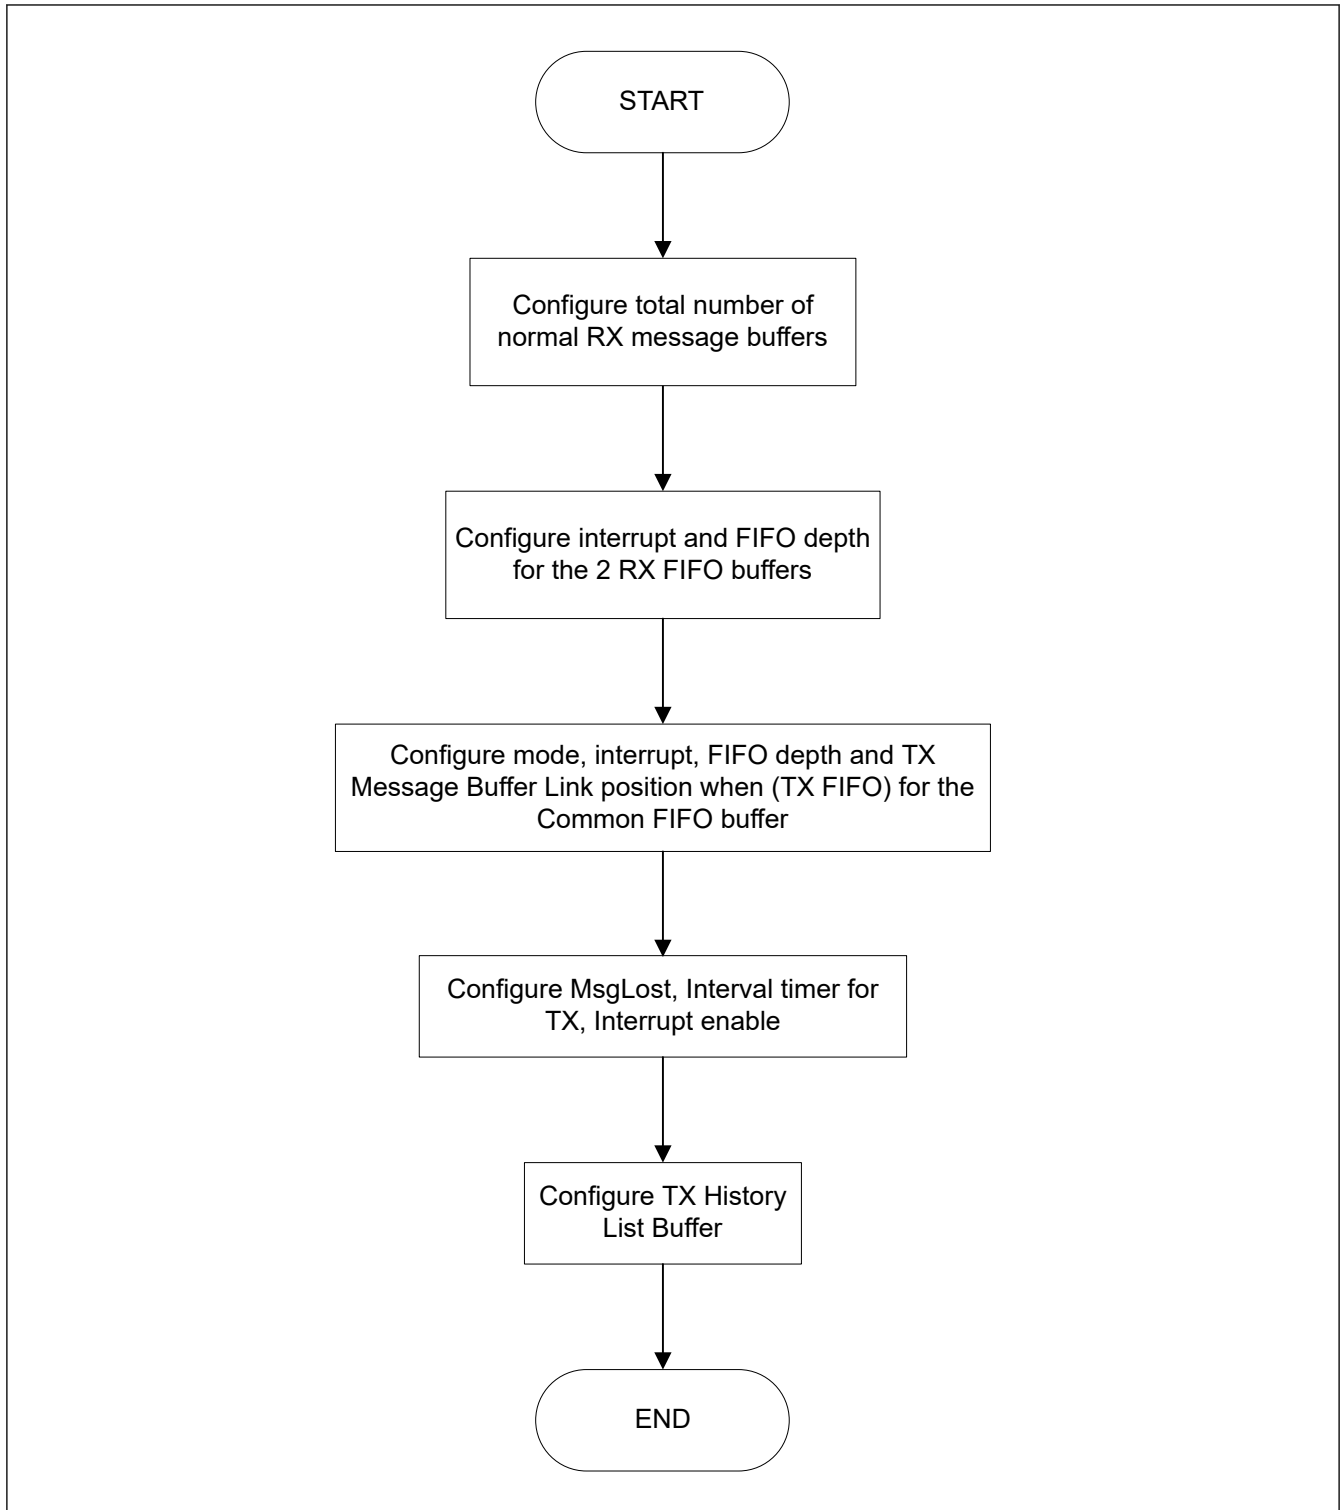 START
Configure total number of
normal RX message buffers
Configure interrupt and FIFO depth
for the 2 RX FIFO buffers
Configure mode, interrupt, FIFO depth and TX
Message Buffer Link position when (TX FIFO) for the
Common FIFO buffer
Configure MsgLost, Interval timer for
TX, Interrupt enable
Configure TX History
List Buffer
END